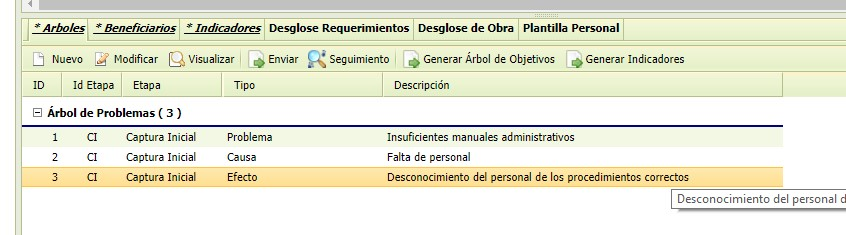 * Arboles * Beneficiarios * Indicadores Desglose Requerimientos Desglose de Obra Plantilla Personal
Nuevo Modificar Visualizar Enviar Seguimiento Generar Árbol de Objetivos Generar Indicadores
ID Id Etapa Etapa Tipo Descripción
Árbol de Problemas ( 3 )
1 CI Captura Inicial Problema Insuficientes manuales administrativos
2 CI Captura Inicial Causa Falta de personal
3 CI Captura Inicial Efecto Desconocimiento del personal de los procedimientos correctos
Desconocimiento del personal d